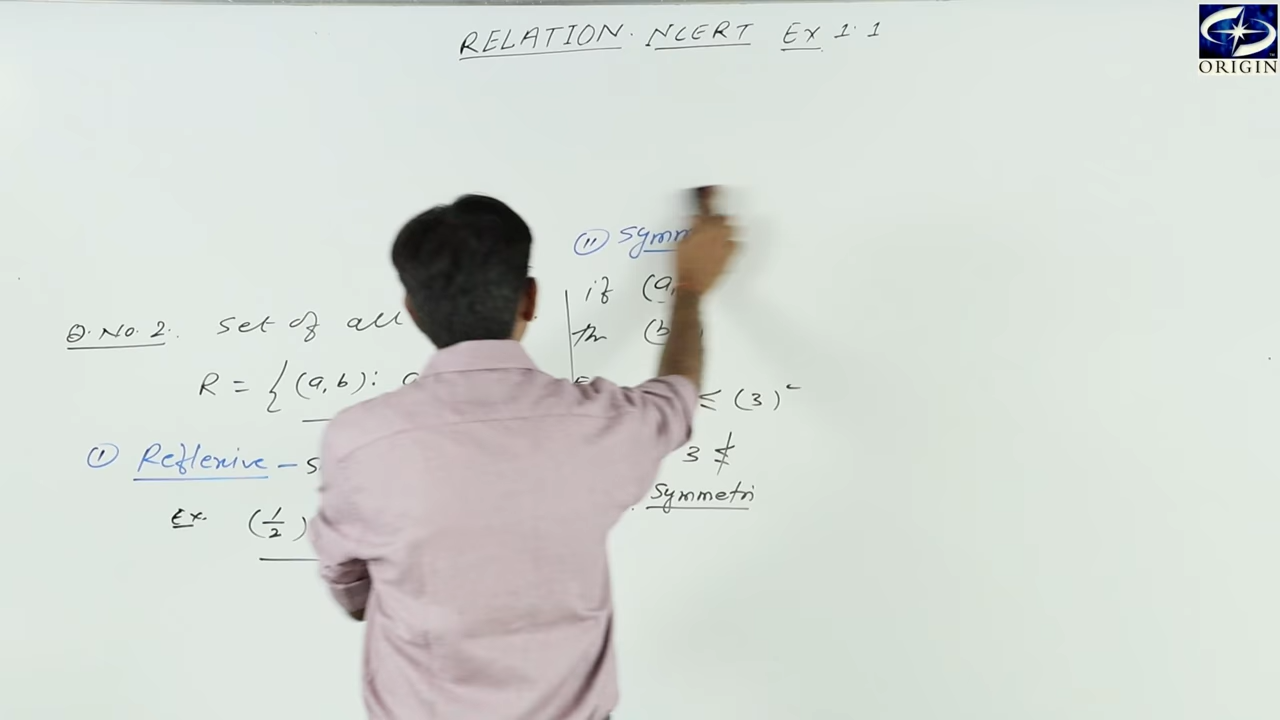 RELATION. NCERT Ex 1.1
ORIGIN
Q.No.2. Set of all
R = { (a,b):
① Reflexive –
Ex. (1/2)
⑪ Symm
if (a,
th (b
≤ (3)²
3 ≰
Symmetri